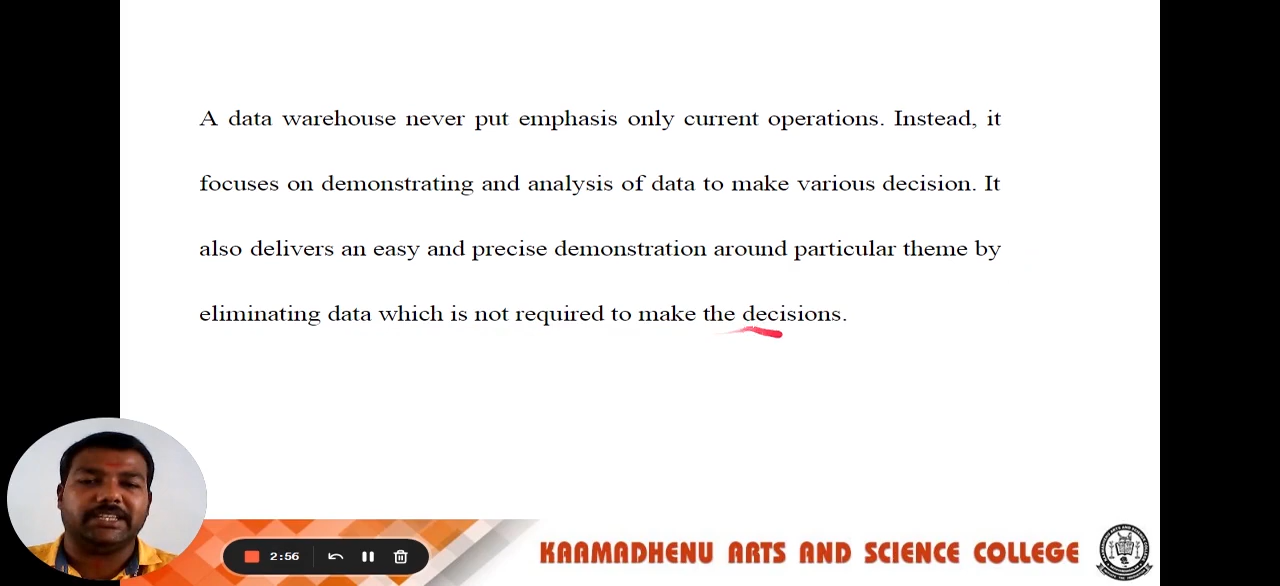 A data warehouse never put emphasis only current operations. Instead, it
focuses on demonstrating and analysis of data to make various decision. It
also delivers an easy and precise demonstration around particular theme by
eliminating data which is not required to make the decisions.
2:56
KAAMADHENU ARTS AND SCIENCE COLLEGE